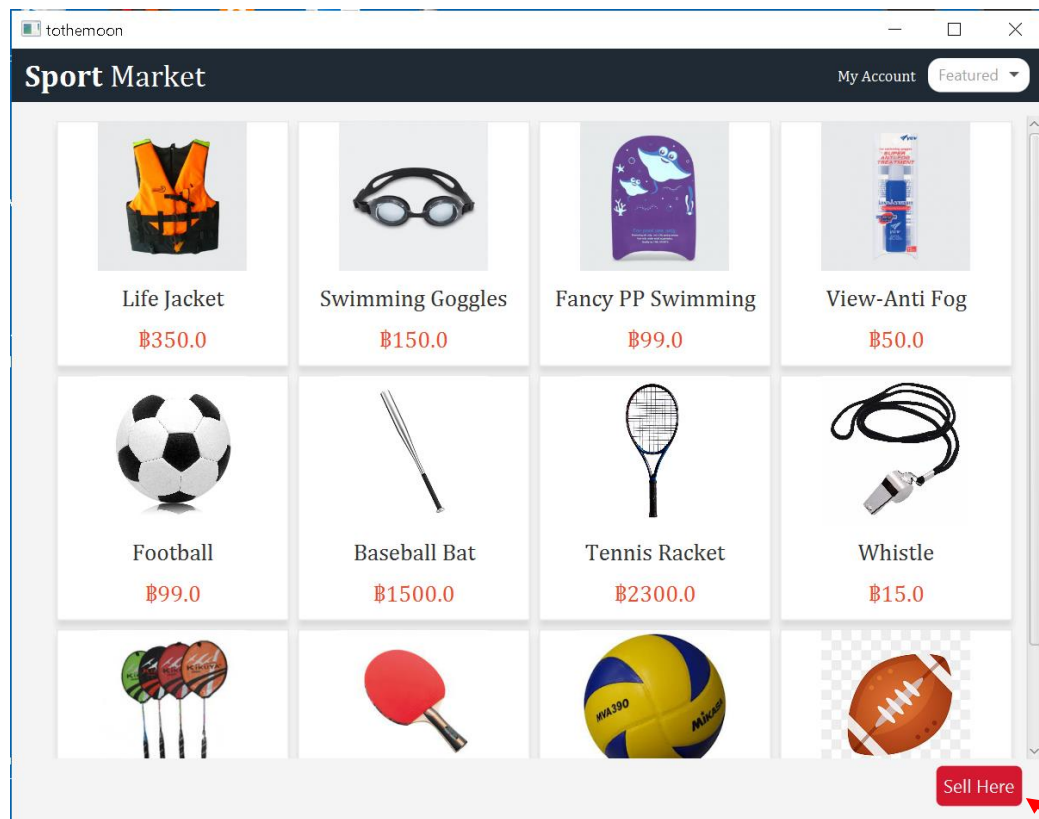 tothemoon
Sport Market
My Account
Featured
Life Jacket
Swimming Goggles
Fancy PP Swimming
View-Anti Fog
฿350.0
฿150.0
฿99.0
฿50.0
Football
Baseball Bat
Tennis Racket
Whistle
฿99.0
฿1500.0
฿2300.0
฿15.0
MVA390
MIKASA
Sell Here